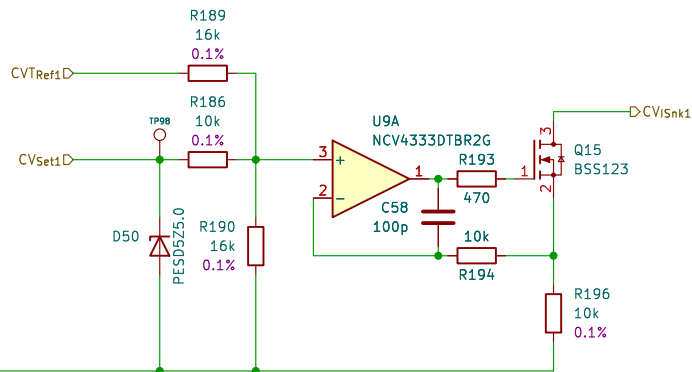 R189
16k
0.1%
CVTRef1
TP98
R186
10k
0.1%
CVSet1
U9A
NCV4333DTBR2G
3
+
1
2
-
R193
470
C58
100p
10k
R194
3
Q15
BSS123
1
2
CVISnk1
D50
PESD5Z5.0
R190
16k
0.1%
R196
10k
0.1%